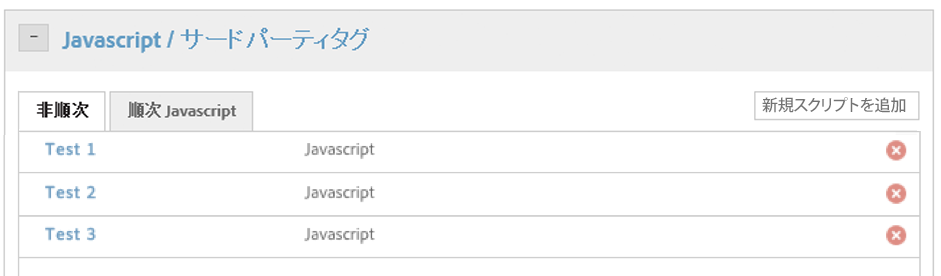 − Javascript / サードパーティタグ
非順次 順次 Javascript 新規スクリプトを追加
Test 1 Javascript
Test 2 Javascript
Test 3 Javascript